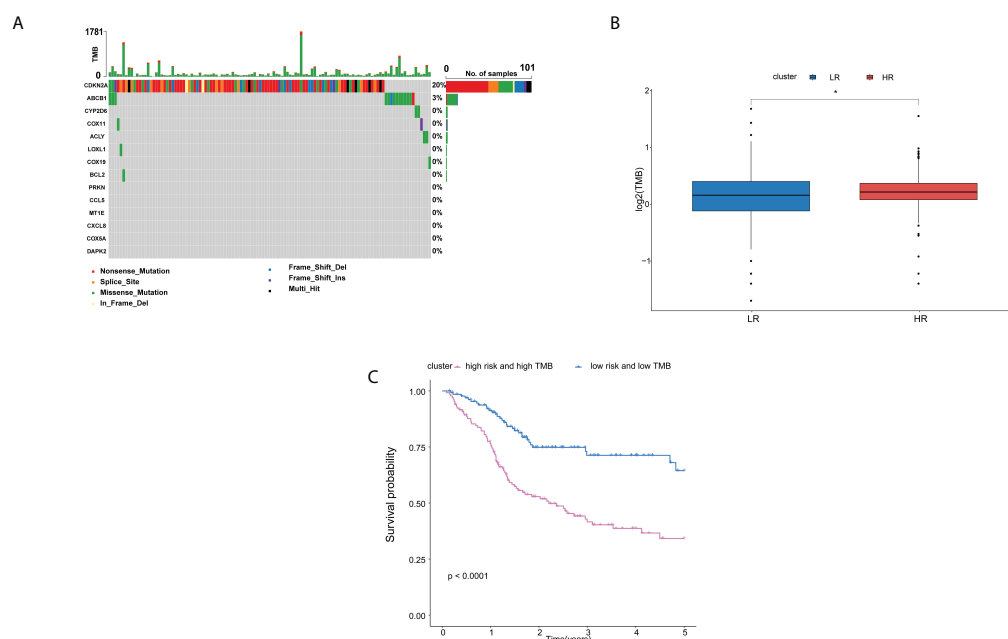 A
1781
TMB
0
0 101
No. of samples
CDKN2A 20%
ABCB1 3%
CYP2D6 0%
COX11 0%
ACLY 0%
LOXL1 0%
COX19 0%
BCL2 0%
PRKN 0%
CCL5 0%
MT1E 0%
CXCL8 0%
COX5A 0%
DAPK2 0%
Nonsense_Mutation
Splice_Site
Missense_Mutation
In_Frame_Del
Frame_Shift_Del
Frame_Shift_Ins
Multi_Hit
B
cluster LR HR
*
log2(TMB)
2
1
0
−1
LR HR
C
cluster high risk and high TMB low risk and low TMB
Survival probability
1.00
0.75
0.50
0.25
0.00
p < 0.0001
0 1 2 3 4 5
Time(years)